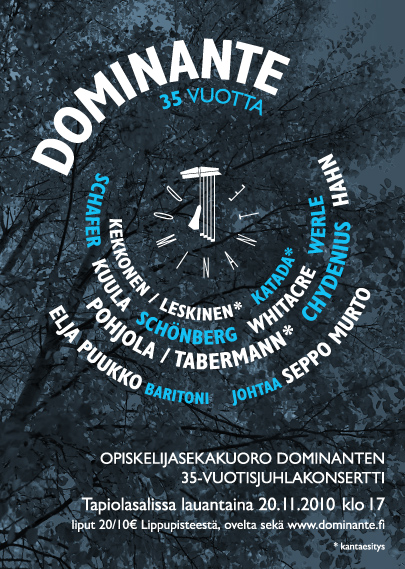 DOMINANTE
35 VUOTTA
DOMINANTE
SCHAFER KUULA SCHÖNBERG WHITACRE WERLE
KEKKONEN / LESKINEN* KATADA*
POHJOLA / TABERMANN* CHYDENIUS HAHN
ELJA PUUKKO BARITONI JOHTAA SEPPO MURTO
OPISKELIJASEKAKUORO DOMINANTEN
35-VUOTISJUHLAKONSERTTI
Tapiolasalissa lauantaina 20.11.2010 klo 17
liput 20/10€ Lippupisteestä, ovelta sekä www.dominante.fi
* kantaesitys